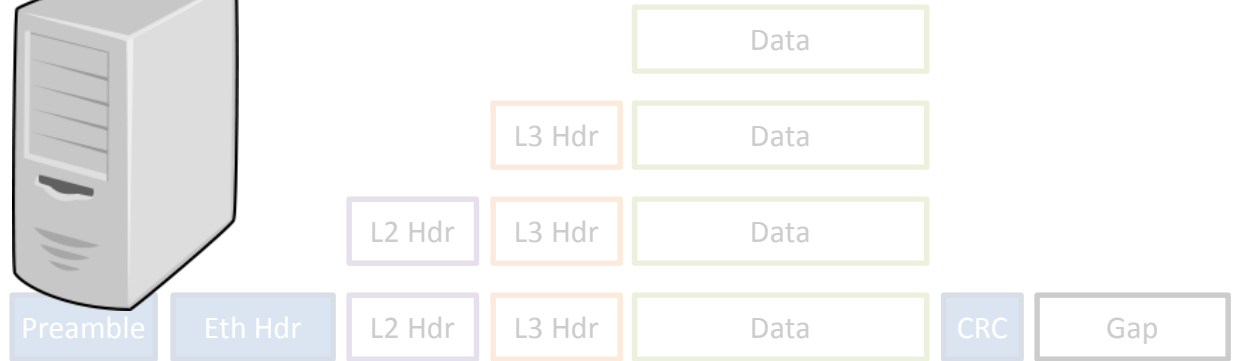 Data
L3 Hdr Data
L2 Hdr L3 Hdr Data
Preamble Eth Hdr L2 Hdr L3 Hdr Data CRC Gap